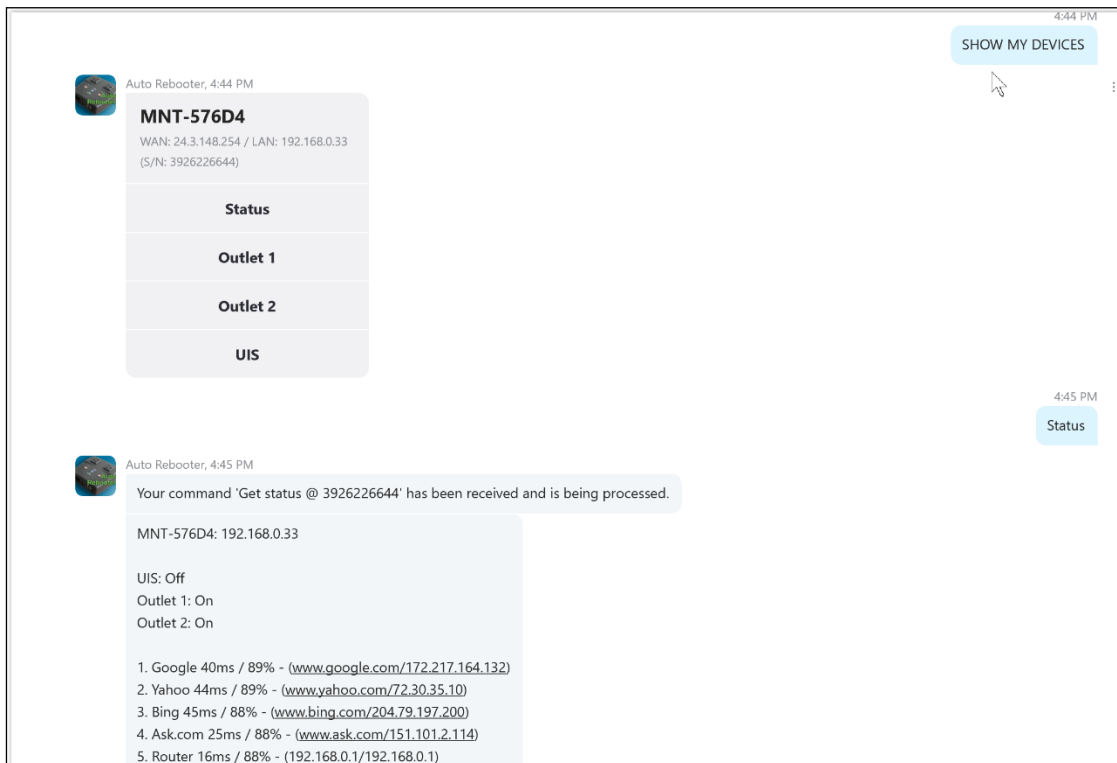 4:44 PM
SHOW MY DEVICES
Auto Rebooter, 4:44 PM
MNT-576D4
WAN: 24.3.148.254 / LAN: 192.168.0.33
(S/N: 3926226644)
Status
Outlet 1
Outlet 2
UIS
4:45 PM
Status
Auto Rebooter, 4:45 PM
Your command 'Get status @ 3926226644' has been received and is being processed.
MNT-576D4: 192.168.0.33
UIS: Off
Outlet 1: On
Outlet 2: On
1. Google 40ms / 89% - (www.google.com/172.217.164.132)
2. Yahoo 44ms / 89% - (www.yahoo.com/72.30.35.10)
3. Bing 45ms / 88% - (www.bing.com/204.79.197.200)
4. Ask.com 25ms / 88% - (www.ask.com/151.101.2.114)
5. Router 16ms / 88% - (192.168.0.1/192.168.0.1)